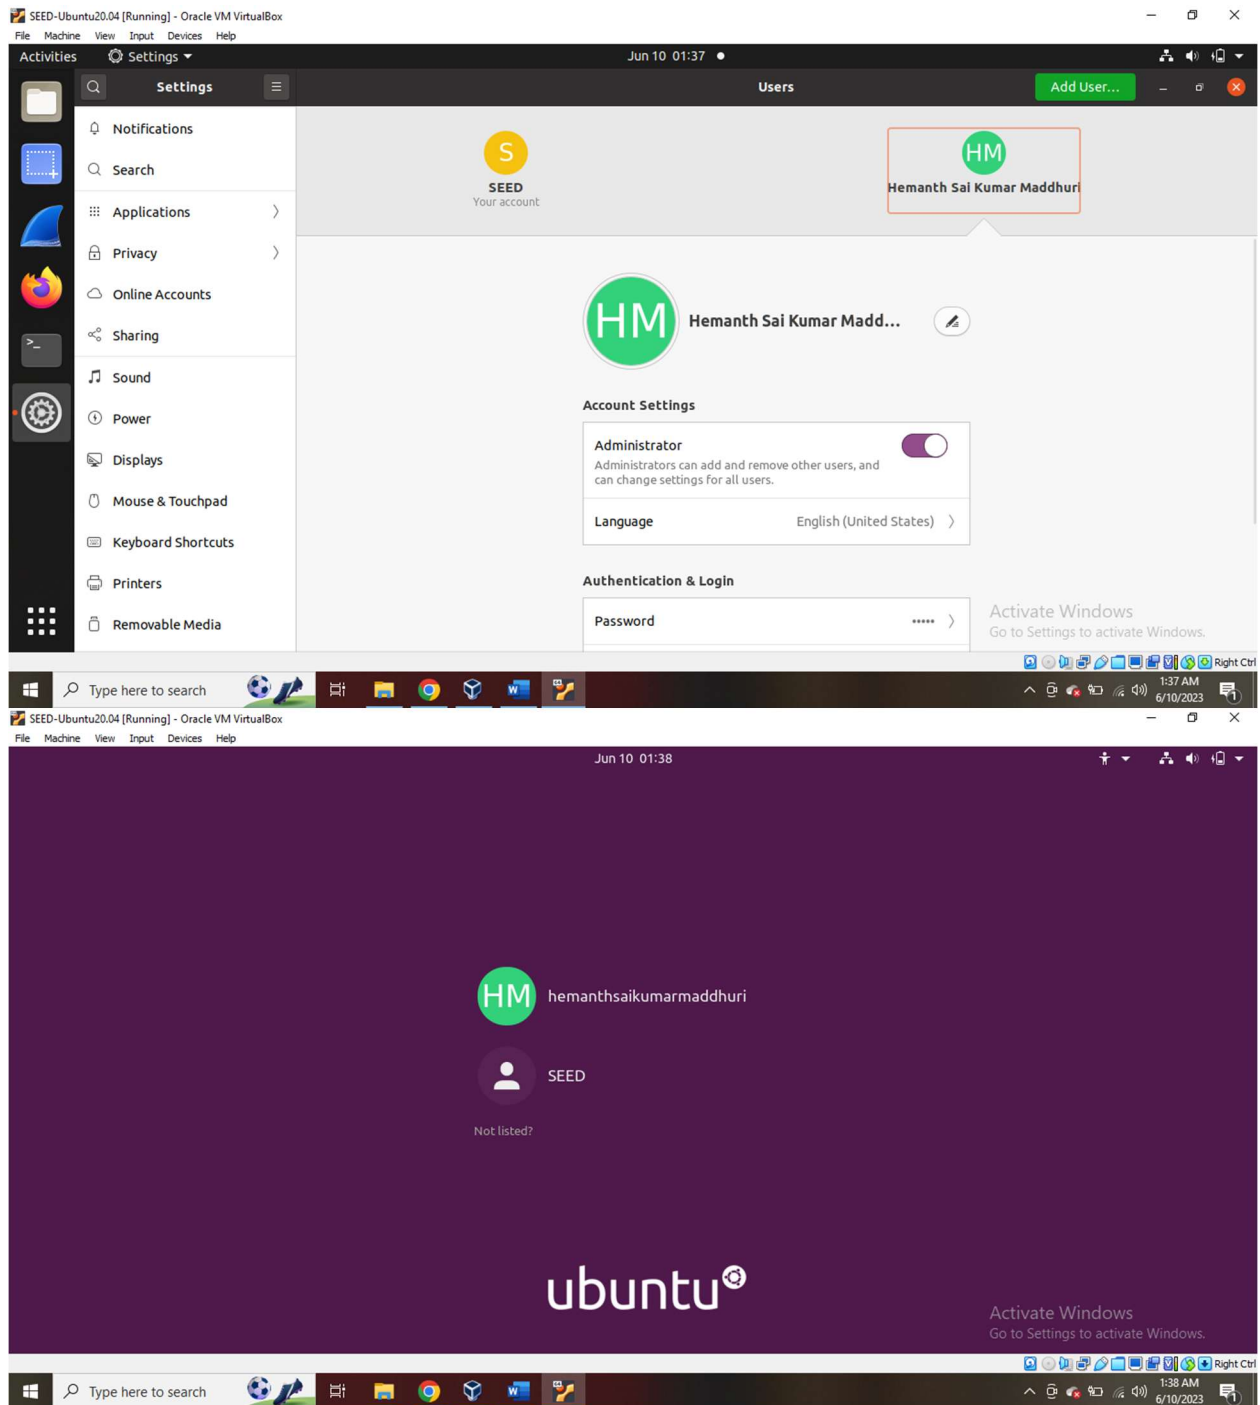 SEED-Ubuntu20.04 [Running] - Oracle VM VirtualBox
File Machine View Input Devices Help
Activities Settings Jun 10 01:37
Settings Users Add User...
Notifications
Search
Applications
Privacy
Online Accounts
Sharing
Sound
Power
Displays
Mouse & Touchpad
Keyboard Shortcuts
Printers
Removable Media
S
SEED
Your account
HM
Hemanth Sai Kumar Maddhuri
HM Hemanth Sai Kumar Madd...
Account Settings
Administrator
Administrators can add and remove other users, and
can change settings for all users.
Language English (United States)
Authentication & Login
Password •••••
Activate Windows
Go to Settings to activate Windows.
Right Ctrl
Type here to search
1:37 AM
6/10/2023
1
SEED-Ubuntu20.04 [Running] - Oracle VM VirtualBox
File Machine View Input Devices Help
Jun 10 01:38
HM hemanthsaikumarmaddhuri
SEED
Not listed?
ubuntu
Activate Windows
Go to Settings to activate Windows.
Right Ctrl
Type here to search
1:38 AM
6/10/2023
1